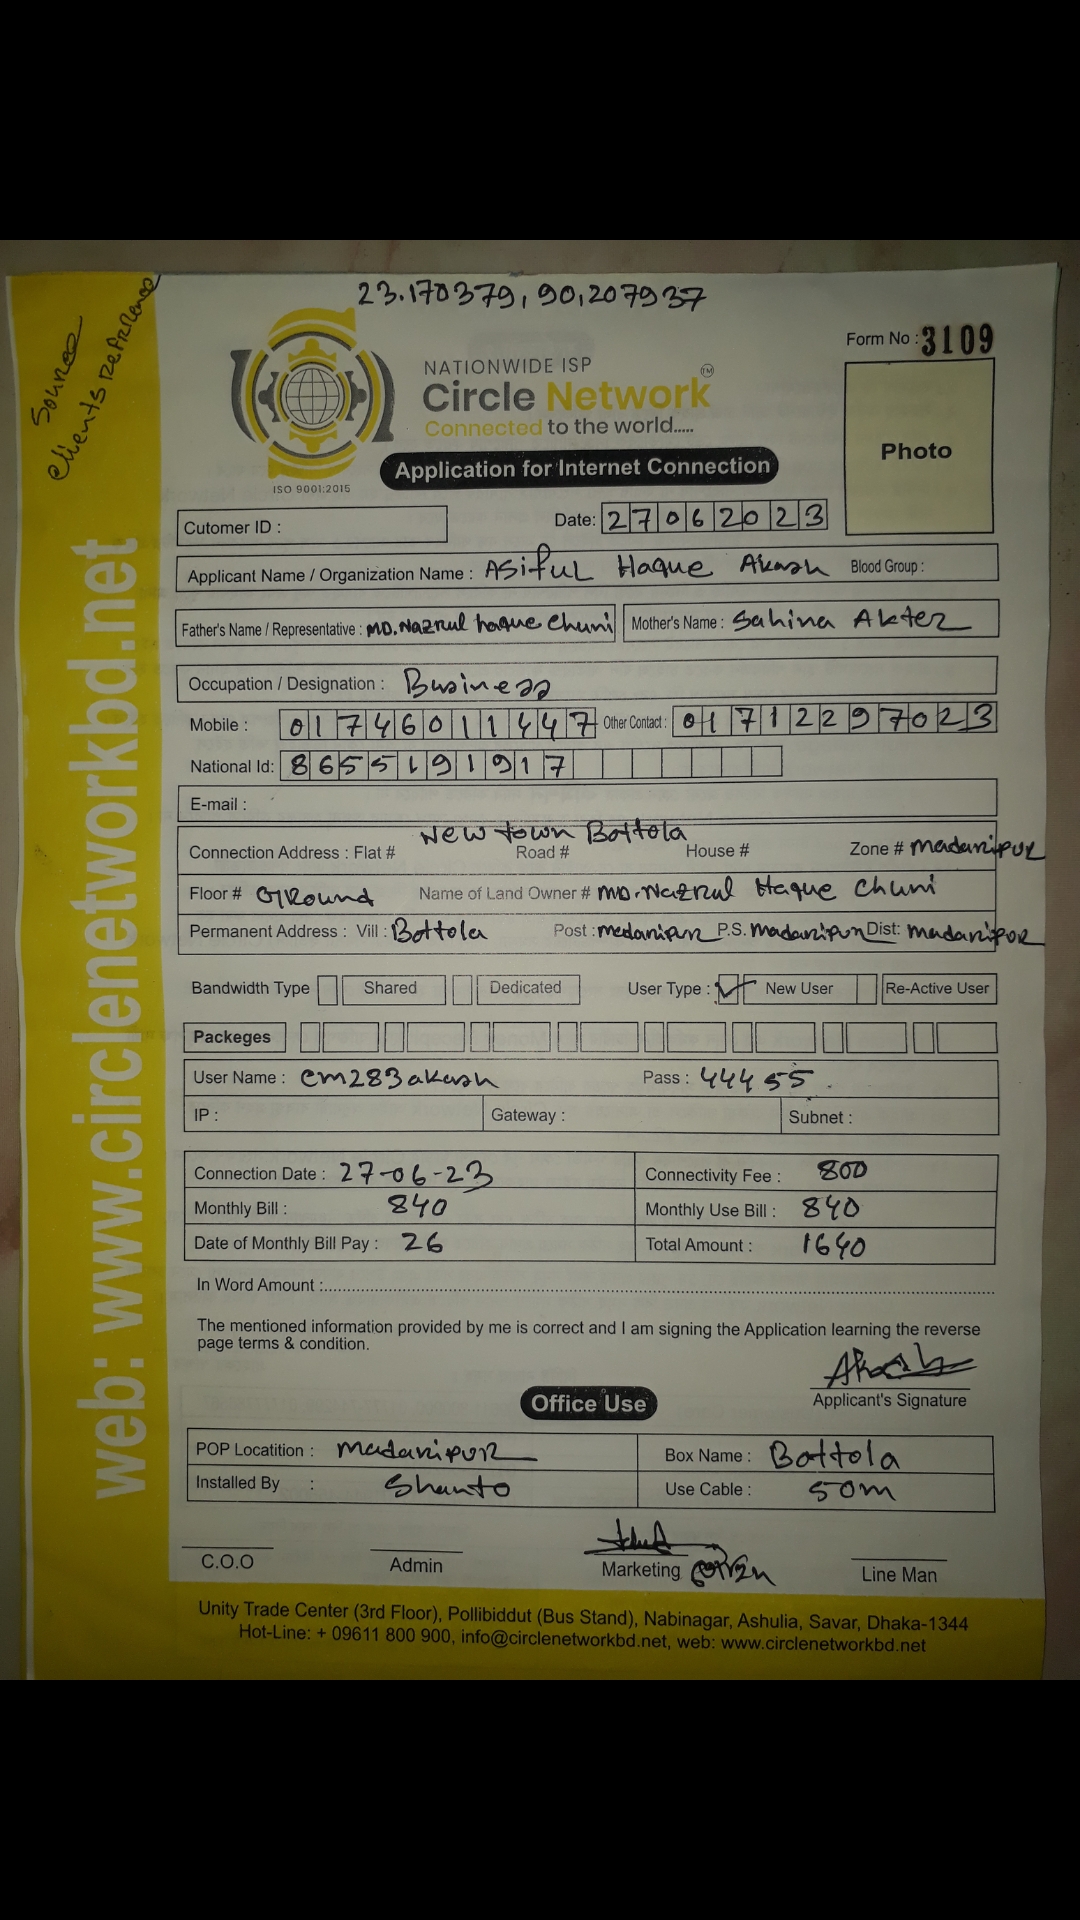 23.170379, 90.207937
Source
clients reference
NATIONWIDE ISP
Circle Network TM
Connected to the world.....
ISO 9001:2015
Form No : 3109
Photo
Application for Internet Connection
Cutomer ID :
Date: 27062023
Applicant Name / Organization Name : Asiful Haque Akash Blood Group :
Father's Name / Representative : MD. Nazrul haque chuni Mother's Name : Sahina Akter
Occupation / Designation : Business
Mobile : 01746011447 Other Contact : 01712297023
National Id: 8655191917
E-mail :
New town Bottola
Connection Address : Flat # Road # House # Zone # madaripur
Floor # Ground Name of Land Owner # MD. Nazrul Haque chuni
Permanent Address : Vill : Bottola Post : madaripur P.S. madaripur Dist: madaripur
Bandwidth Type Shared Dedicated User Type : ✓ New User Re-Active User
Packeges
User Name : cm283akash Pass : 44455
IP : Gateway : Subnet :
Connection Date : 27-06-23 Connectivity Fee : 800
Monthly Bill : 840 Monthly Use Bill : 840
Date of Monthly Bill Pay : 26 Total Amount : 1640
In Word Amount :
The mentioned information provided by me is correct and I am signing the Application learning the reverse
page terms & condition.
Akash
Applicant's Signature
Office Use
POP Locatition : madaripur Box Name : Bottola
Installed By : Shanto Use Cable : 50m
C.O.O Admin Marketing Line Man
Unity Trade Center (3rd Floor), Pollibiddut (Bus Stand), Nabinagar, Ashulia, Savar, Dhaka-1344
Hot-Line: + 09611 800 900, info@circlenetworkbd.net, web: www.circlenetworkbd.net
web: www.circlenetworkbd.net